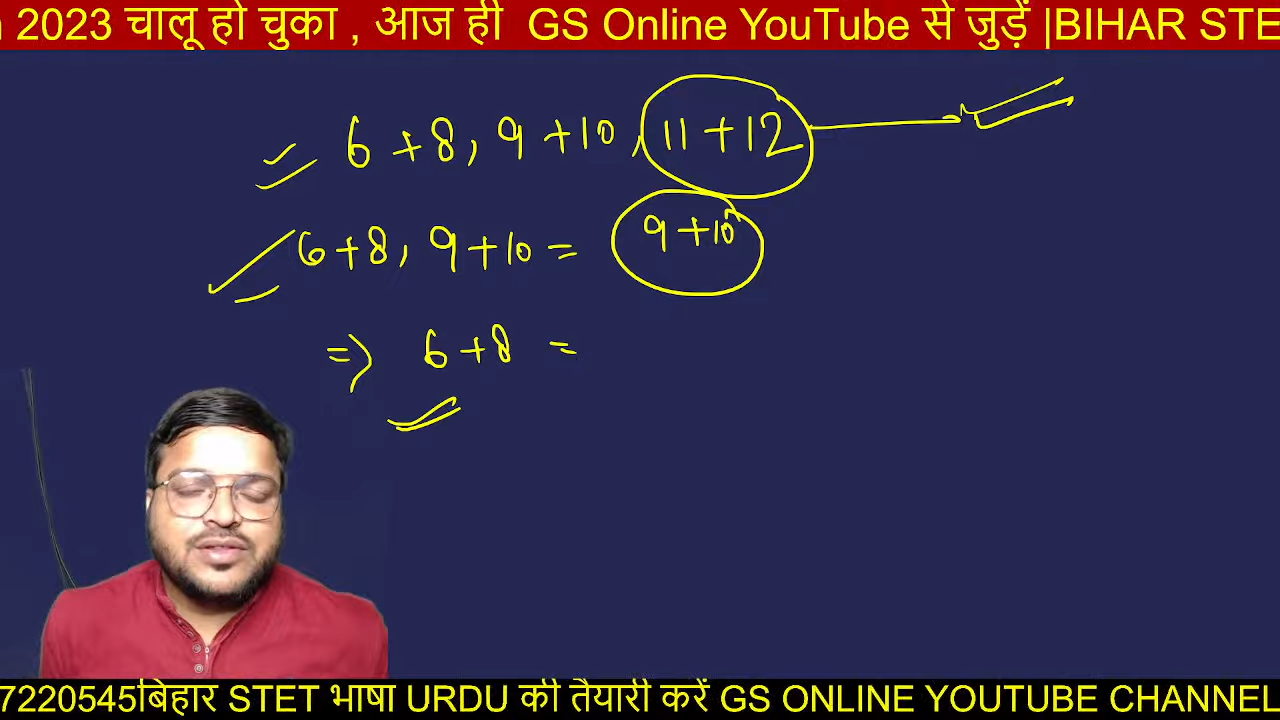 2023 चालू हो चुका , आज ही GS Online YouTube से जुड़ें |BIHAR STE
6 + 8, 9 + 10, 11 + 12
6 + 8, 9 + 10 = 9 + 10
=> 6 + 8 =
7220545बिहार STET भाषा URDU की तैयारी करें GS ONLINE YOUTUBE CHANNEL